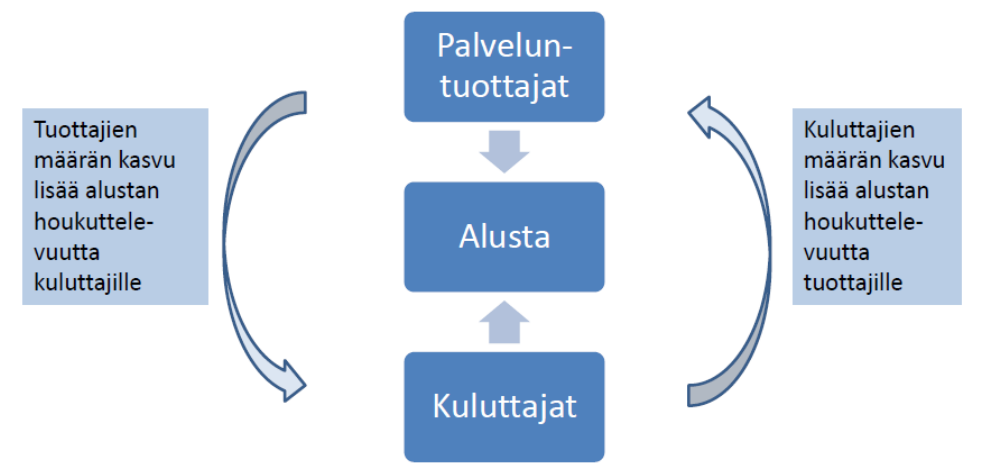 Palvelun-
tuottajat
Tuottajien
määrän kasvu
lisää alustan
houkuttele-
vuutta
kuluttajille
Alusta
Kuluttajien
määrän kasvu
lisää alustan
houkuttele-
vuutta
tuottajille
Kuluttajat